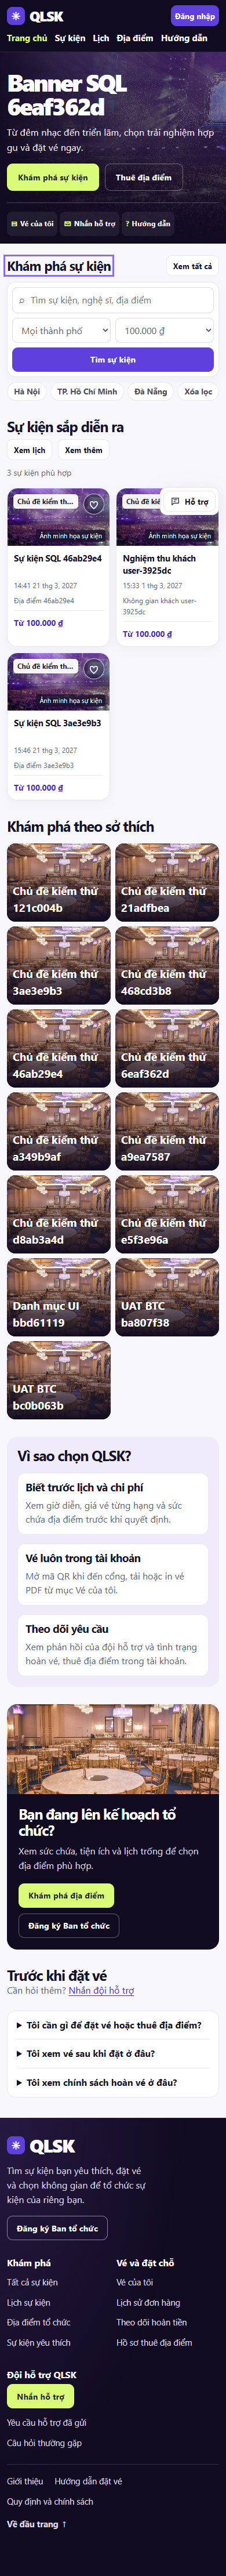 QLSK
Đăng nhập
Trang chủ Sự kiện Lịch Địa điểm Hướng dẫn
Banner SQL
6eaf362d
Từ đêm nhạc đến triển lãm, chọn trải nghiệm hợp
gu và đặt vé ngay.
Khám phá sự kiện
Thuê địa điểm
Vé của tôi
Nhắn hỗ trợ
? Hướng dẫn
Khám phá sự kiện
Xem tất cả
Tìm sự kiện, nghệ sĩ, địa điểm
Mọi thành phố
100.000 ₫
Tìm sự kiện
Hà Nội
TP. Hồ Chí Minh
Đà Nẵng
Xóa lọc
Sự kiện sắp diễn ra
Xem lịch
Xem thêm
3 sự kiện phù hợp
Chủ đề kiểm th...
Ảnh minh họa sự kiện
Sự kiện SQL 46ab29e4
14:41 21 thg 3, 2027
Địa điểm 46ab29e4
Từ 100.000 ₫
Chủ đề kiể
Hỗ trợ
Ảnh minh họa sự kiện
Nghiệm thu khách
user-3925dc
15:33 1 thg 3, 2027
Không gian khách user-
3925dc
Từ 100.000 ₫
Chủ đề kiểm th...
Ảnh minh họa sự kiện
Sự kiện SQL 3ae3e9b3
15:46 21 thg 3, 2027
Địa điểm 3ae3e9b3
Từ 100.000 ₫
Khám phá theo sở thích
Chủ đề kiểm thử
121c004b
Chủ đề kiểm thử
21adfbea
Chủ đề kiểm thử
3ae3e9b3
Chủ đề kiểm thử
468cd3b8
Chủ đề kiểm thử
46ab29e4
Chủ đề kiểm thử
6eaf362d
Chủ đề kiểm thử
a349b9af
Chủ đề kiểm thử
a9ea7587
Chủ đề kiểm thử
d8ab3a4d
Chủ đề kiểm thử
e5f3e96a
Danh mục UI
bbd61119
UAT BTC
ba807f38
UAT BTC
bc0b063b
Vì sao chọn QLSK?
Biết trước lịch và chi phí
Xem giờ diễn, giá vé từng hạng và sức
chứa địa điểm trước khi quyết định.
Vé luôn trong tài khoản
Mở mã QR khi đến cổng, tải hoặc in vé
PDF từ mục Vé của tôi.
Theo dõi yêu cầu
Xem phản hồi của đội hỗ trợ và tình trạng
hoàn vé, thuê địa điểm trong tài khoản.
Bạn đang lên kế hoạch tổ
chức?
Xem sức chứa, tiện ích và lịch trống để chọn
địa điểm phù hợp.
Khám phá địa điểm
Đăng ký Ban tổ chức
Trước khi đặt vé
Cần hỏi thêm? Nhắn đội hỗ trợ
Tôi cần gì để đặt vé hoặc thuê địa điểm?
Tôi xem vé sau khi đặt ở đâu?
Tôi xem chính sách hoàn vé ở đâu?
QLSK
Tìm sự kiện bạn yêu thích, đặt vé
và chọn không gian để tổ chức sự
kiện của riêng bạn.
Đăng ký Ban tổ chức
Khám phá
Tất cả sự kiện
Lịch sự kiện
Địa điểm tổ chức
Sự kiện yêu thích
Vé và đặt chỗ
Vé của tôi
Lịch sử đơn hàng
Theo dõi hoàn tiền
Hồ sơ thuê địa điểm
Đội hỗ trợ QLSK
Nhắn hỗ trợ
Yêu cầu hỗ trợ đã gửi
Câu hỏi thường gặp
Giới thiệu
Hướng dẫn đặt vé
Quy định và chính sách
Về đầu trang ↑